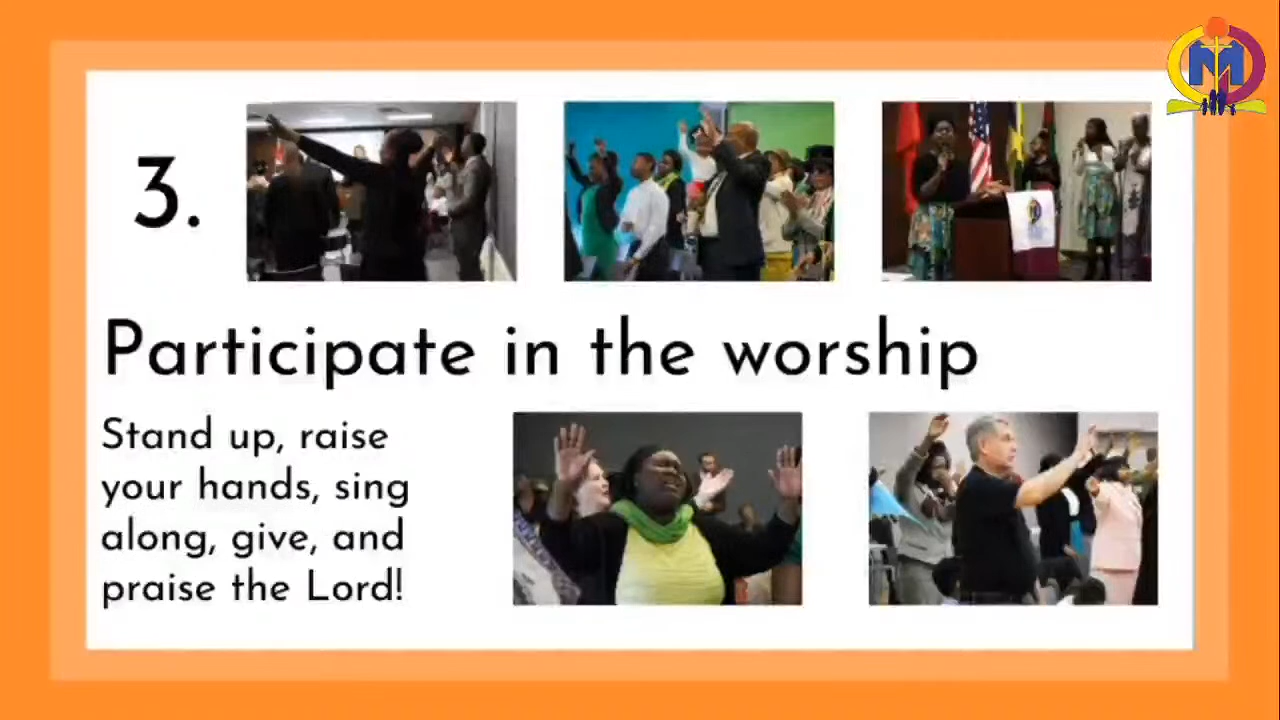 3.
Participate in the worship
Stand up, raise
your hands, sing
along, give, and
praise the Lord!